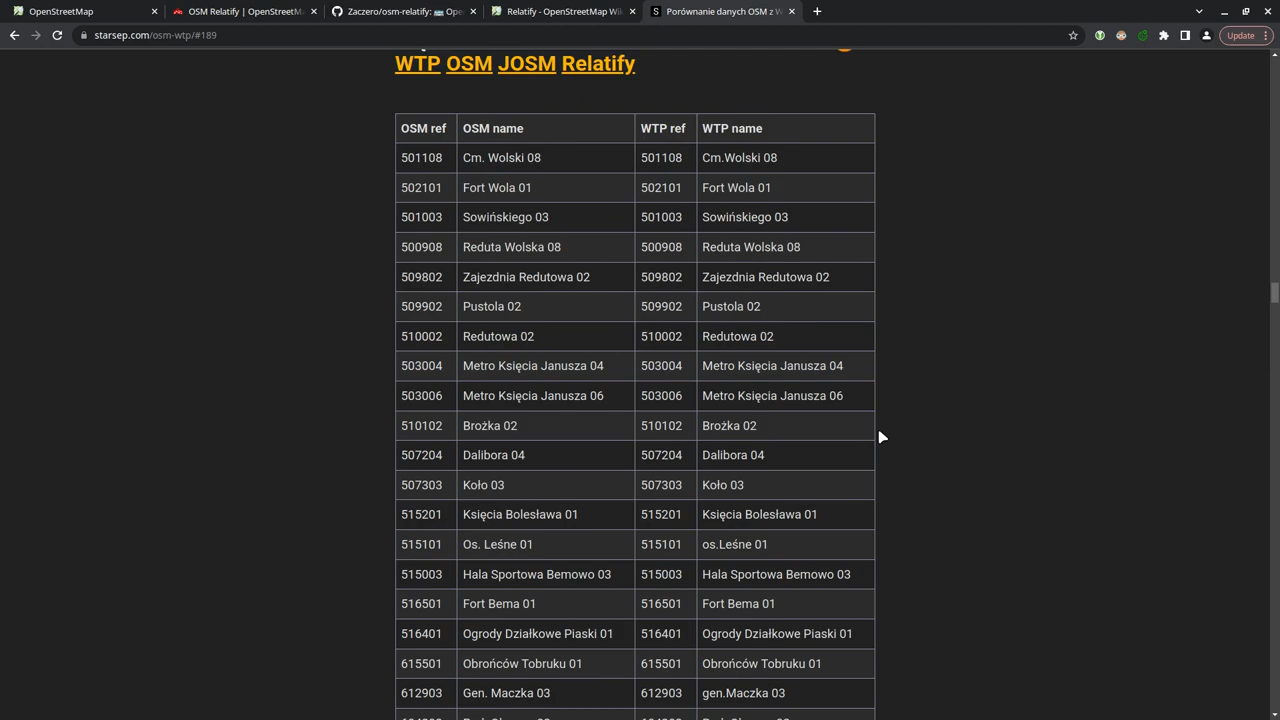 OpenStreetMap
OSM Relatify | OpenStreetMa
Zaczero/osm-relatify: Ope
Relatify - OpenStreetMap Wik
Porównanie danych OSM z W
starsep.com/osm-wtp/#189
Update
WTP OSM JOSM Relatify
OSM ref OSM name WTP ref WTP name
501108 Cm. Wolski 08 501108 Cm.Wolski 08
502101 Fort Wola 01 502101 Fort Wola 01
501003 Sowińskiego 03 501003 Sowińskiego 03
500908 Reduta Wolska 08 500908 Reduta Wolska 08
509802 Zajezdnia Redutowa 02 509802 Zajezdnia Redutowa 02
509902 Pustola 02 509902 Pustola 02
510002 Redutowa 02 510002 Redutowa 02
503004 Metro Księcia Janusza 04 503004 Metro Księcia Janusza 04
503006 Metro Księcia Janusza 06 503006 Metro Księcia Janusza 06
510102 Brożka 02 510102 Brożka 02
507204 Dalibora 04 507204 Dalibora 04
507303 Koło 03 507303 Koło 03
515201 Księcia Bolesława 01 515201 Księcia Bolesława 01
515101 Os. Leśne 01 515101 os.Leśne 01
515003 Hala Sportowa Bemowo 03 515003 Hala Sportowa Bemowo 03
516501 Fort Bema 01 516501 Fort Bema 01
516401 Ogrody Działkowe Piaski 01 516401 Ogrody Działkowe Piaski 01
615501 Obrońców Tobruku 01 615501 Obrońców Tobruku 01
612903 Gen. Maczka 03 612903 gen.Maczka 03